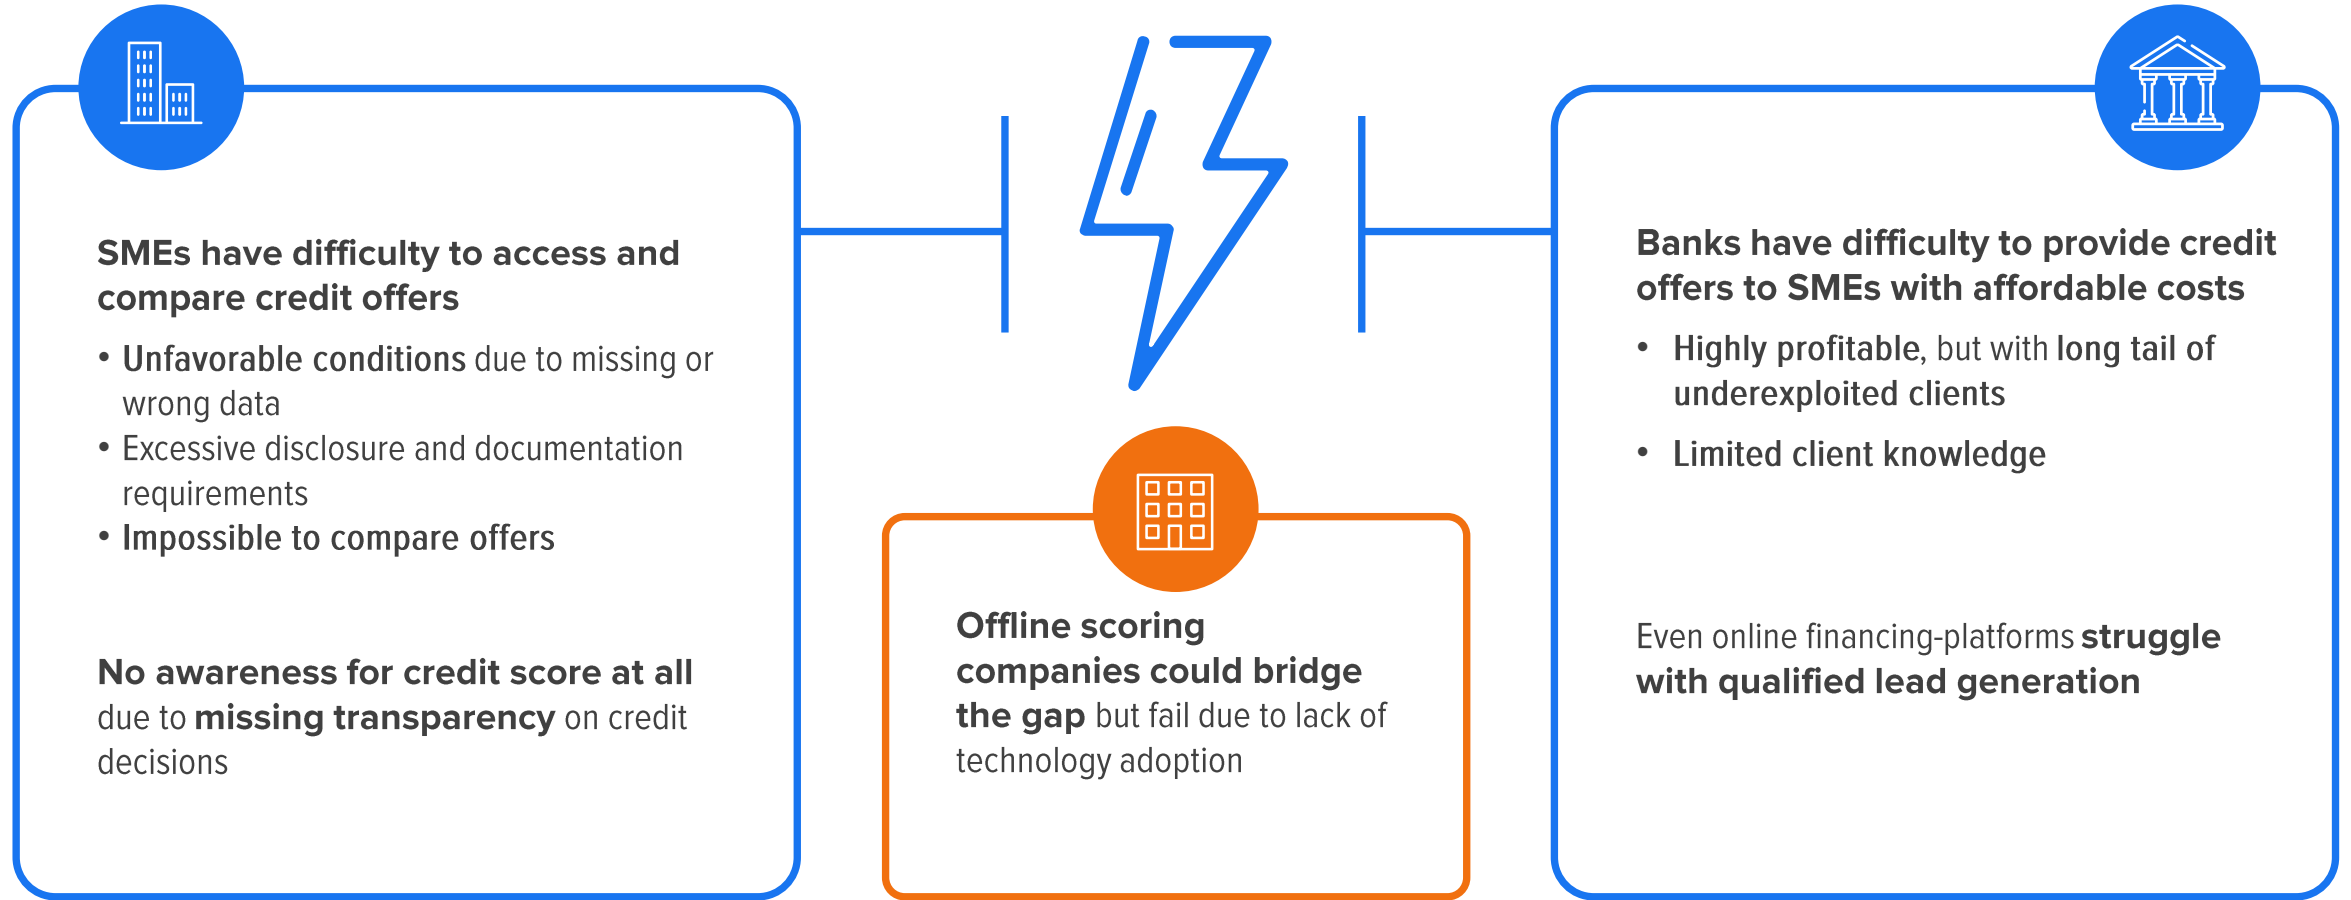 SMEs have difficulty to access and
compare credit offers
• Unfavorable conditions due to missing or
wrong data
• Excessive disclosure and documentation
requirements
• Impossible to compare offers
No awareness for credit score at all
due to missing transparency on credit
decisions
Offline scoring
companies could bridge
the gap but fail due to lack of
technology adoption
Banks have difficulty to provide credit
offers to SMEs with affordable costs
• Highly profitable, but with long tail of
underexploited clients
• Limited client knowledge
Even online financing-platforms struggle
with qualified lead generation